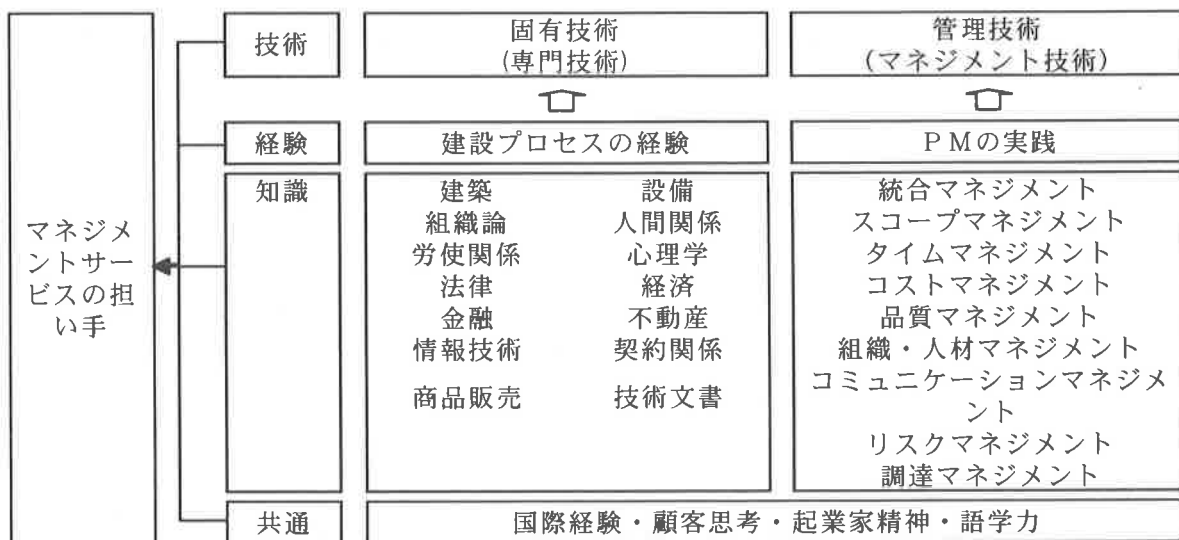 マネジメ
ントサー
ビスの担
い手
技術
固有技術
(専門技術)
管理技術
(マネジメント技術)
経験
建設プロセスの経験
PMの実践
知識
建築 設備
組織論 人間関係
労使関係 心理学
法律 経済
金融 不動産
情報技術 契約関係
商品販売 技術文書
統合マネジメント
スコープマネジメント
タイムマネジメント
コストマネジメント
品質マネジメント
組織・人材マネジメント
コミュニケーションマネジメ
ント
リスクマネジメント
調達マネジメント
共通
国際経験・顧客思考・起業家精神・語学力